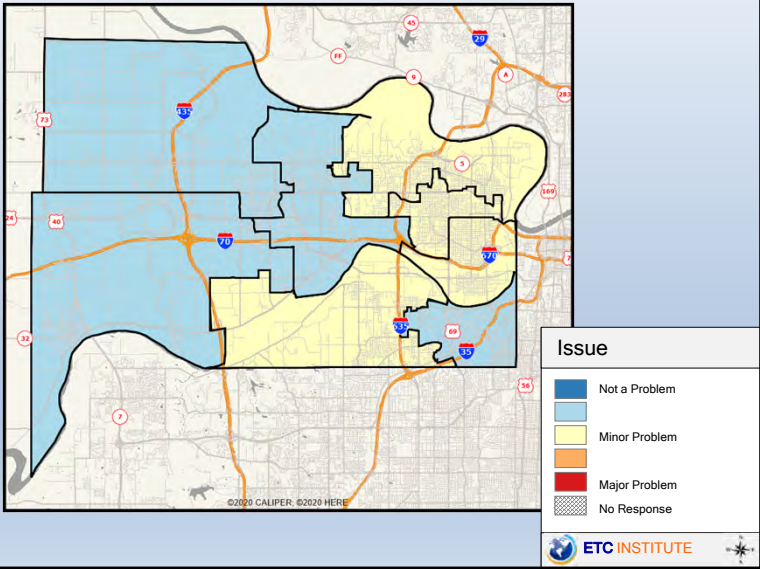 45
29
FF
A
9
283
435
73
5
169
24
40
70
670
635
69
32
35
56
7
©2020 CALIPER; ©2020 HERE
Issue
Not a Problem
Minor Problem
Major Problem
No Response
ETC INSTITUTE